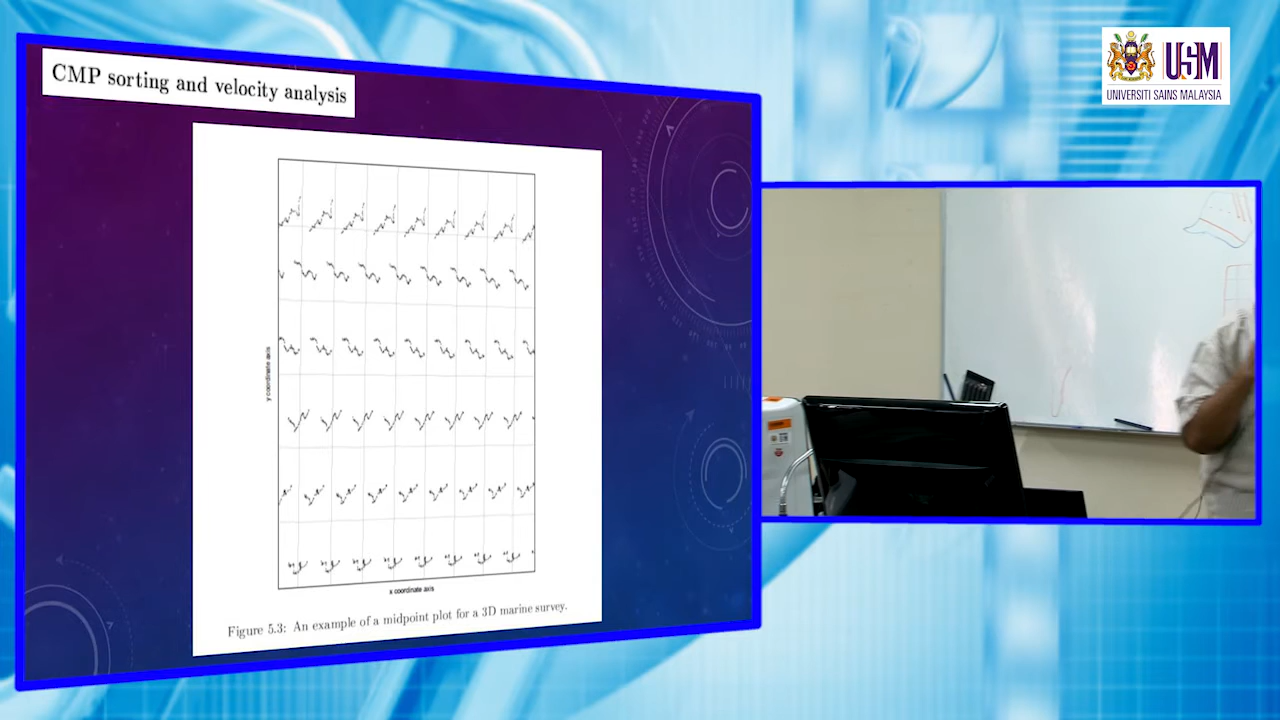 CMP sorting and velocity analysis
USM
UNIVERSITI SAINS MALAYSIA
y coordinate axis
x coordinate axis
Figure 5.3: An example of a midpoint plot for a 3D marine survey.